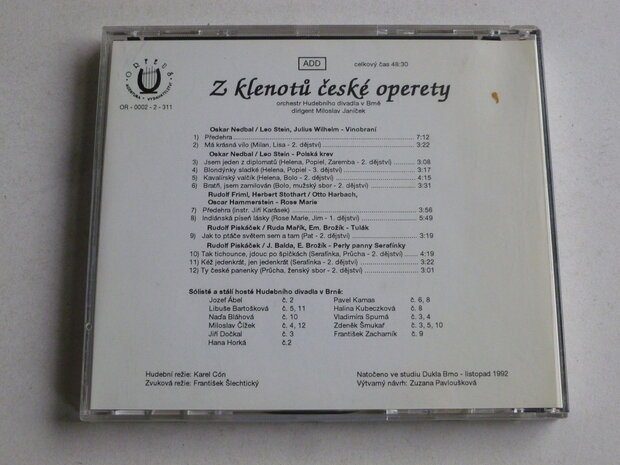 ORFEUS
AGENTURA * VYDAVATELSTVÍ
OR - 0002 - 2 - 311
ADD
celkový čas 48:30
Z klenotů české operety
orchestr Hudebního divadla v Brně
dirigent Miloslav Janíček
Oskar Nedbal / Leo Stein, Julius Wilhelm - Vinobraní
1) Předehra 7:12
2) Má krásná vílo (Milan, Lisa - 2. dějství) 3:22
Oskar Nedbal / Leo Stein - Polská krev
3) Jsem jeden z diplomatů (Helena, Popiel, Zaremba - 2. dějství) 3:08
4) Blondýnky sladké (Helena, Popiel - 3. dějství) 3:17
5) Kavalírský valčík (Helena, Bolo - 2. dějství) 4:15
6) Bratři, jsem zamilován (Bolo, mužský sbor - 2. dějství) 3:31
Rudolf Friml, Herbert Stothart / Otto Harbach,
Oscar Hammerstein - Rose Marie
7) Předehra (instr. Jiří Karásek) 3:56
8) Indiánská píseň lásky (Rose Marie, Jim - 1. dějství) 5:49
Rudolf Piskáček / Ruda Mařík, Em. Brožík - Tulák
9) Jak to ptáče světem sem a tam (Pat - 2. dějství) 3:19
Rudolf Piskáček / J. Balda, E. Brožík - Perly panny Serafínky
10) Tak tichounce, jdouc po špičkách (Serafínka, Průcha - 2. dějství) 4:19
11) Kéž jedenkrát, jen jedenkrát (Serafínka - 2. dějství) 3:22
12) Ty české panenky (Průcha, ženský sbor - 2. dějství) 3:01
Sólisté a stálí hosté Hudebního divadla v Brně:
Jozef Ábel č. 2 Pavel Kamas č. 6, 8
Libuše Bartošková č. 5, 11 Halina Kubeczková č. 8
Naďa Bláhová č. 10 Vladimíra Spurná č. 3, 4
Miloslav Čížek č. 4, 12 Zdeněk Šmukař č. 3, 5, 10
Jiří Dočkal č. 3 František Zacharník č. 9
Hana Horká č.2
Hudební režie: Karel Cón Natočeno ve studiu Dukla Brno - listopad 1992
Zvuková režie: František Šlechtický Výtvarný návrh: Zuzana Pavloušková